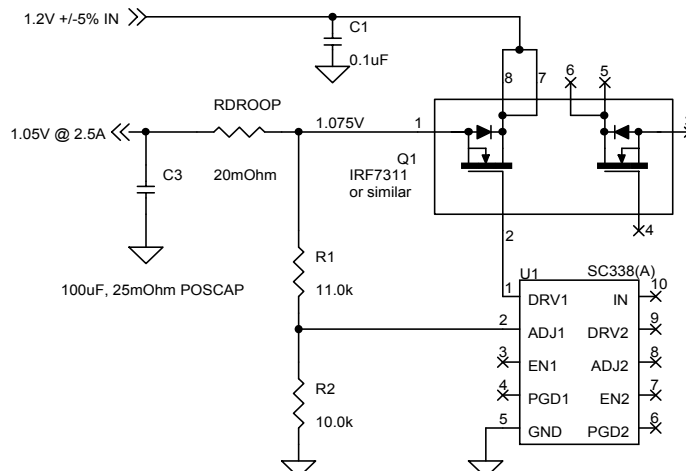 1.2V +/-5% IN
C1
0.1uF
8
7
6
5
RDROOP
1.05V @ 2.5A
1.075V
1
Q1
IRF7311
or similar
C3
20mOhm
4
2
R1
11.0k
100uF, 25mOhm POSCAP
U1
SC338(A)
1
DRV1
IN
10
2
ADJ1
DRV2
9
3
EN1
ADJ2
8
4
PGD1
EN2
7
5
GND
PGD2
6
R2
10.0k